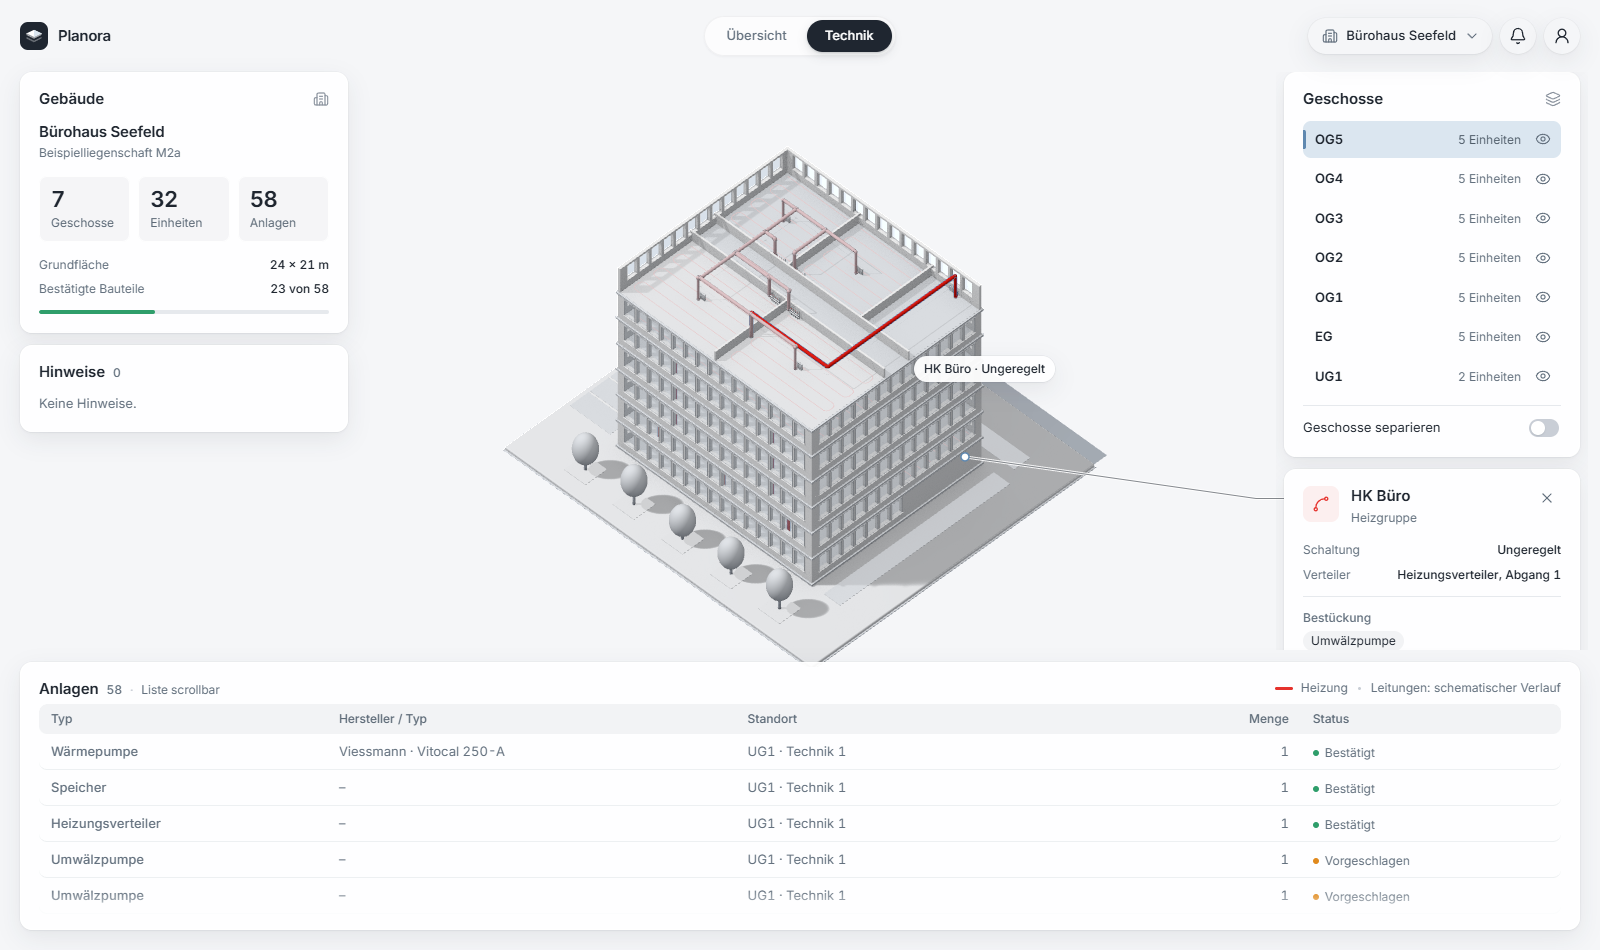 Planora
Übersicht
Technik
Bürohaus Seefeld
Gebäude
Bürohaus Seefeld
Beispielliegenschaft M2a
7
Geschosse
32
Einheiten
58
Anlagen
Grundfläche 24 × 21 m
Bestätigte Bauteile 23 von 58
Hinweise 0
Keine Hinweise.
HK Büro · Ungeregelt
Geschosse
OG5 5 Einheiten
OG4 5 Einheiten
OG3 5 Einheiten
OG2 5 Einheiten
OG1 5 Einheiten
EG 5 Einheiten
UG1 2 Einheiten
Geschosse separieren
HK Büro
Heizgruppe
Schaltung Ungeregelt
Verteiler Heizungsverteiler, Abgang 1
Bestückung
Umwälzpumpe
Anlagen 58 · Liste scrollbar
Heizung • Leitungen: schematischer Verlauf
Typ Hersteller / Typ Standort Menge Status
Wärmepumpe Viessmann · Vitocal 250-A UG1 · Technik 1 1 Bestätigt
Speicher – UG1 · Technik 1 1 Bestätigt
Heizungsverteiler – UG1 · Technik 1 1 Bestätigt
Umwälzpumpe – UG1 · Technik 1 1 Vorgeschlagen
Umwälzpumpe – UG1 · Technik 1 1 Vorgeschlagen